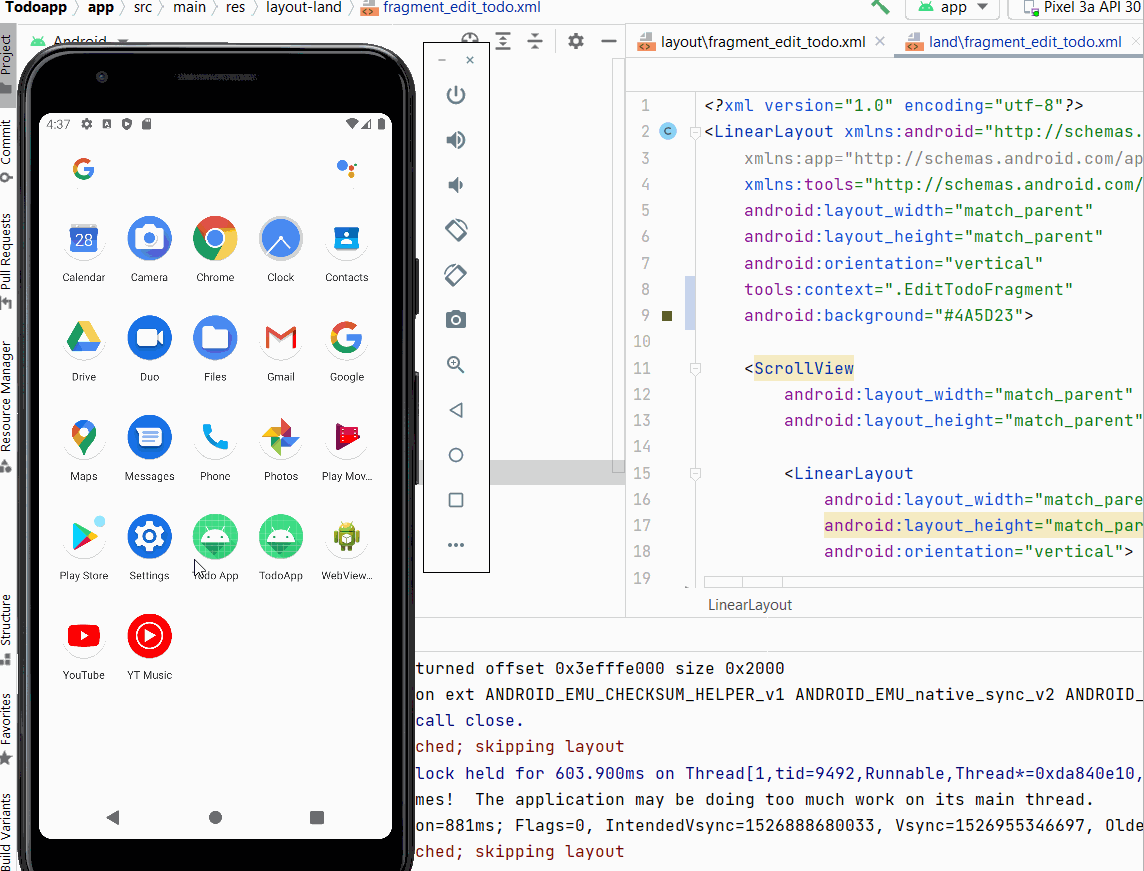 Todoapp app src main res layout-land fragment_edit_todo.xml app Pixel 3a API 30
Android layout\fragment_edit_todo.xml land\fragment_edit_todo.xml
Project
Commit
Pull Requests
Resource Manager
Structure
Favorites
Build Variants
4:37
28
Calendar Camera Chrome Clock Contacts
Drive Duo Files Gmail Google
Maps Messages Phone Photos Play Mov...
Play Store Settings Todo App TodoApp WebView...
YouTube YT Music
1 <?xml version="1.0" encoding="utf-8"?>
2 <LinearLayout xmlns:android="http://schemas.
3 xmlns:app="http://schemas.android.com/ap
4 xmlns:tools="http://schemas.android.com/
5 android:layout_width="match_parent"
6 android:layout_height="match_parent"
7 android:orientation="vertical"
8 tools:context=".EditTodoFragment"
9 android:background="#4A5D23">
10
11 <ScrollView
12 android:layout_width="match_parent"
13 android:layout_height="match_parent"
14
15 <LinearLayout
16 android:layout_width="match_pare
17 android:layout_height="match_par
18 android:orientation="vertical">
19
LinearLayout
turned offset 0x3efffe000 size 0x2000
on ext ANDROID_EMU_CHECKSUM_HELPER_v1 ANDROID_EMU_native_sync_v2 ANDROID_
call close.
ched; skipping layout
lock held for 603.900ms on Thread[1,tid=9492,Runnable,Thread*=0xda840e10,
mes! The application may be doing too much work on its main thread.
on=881ms; Flags=0, IntendedVsync=1526888680033, Vsync=1526955346697, Olde
ched; skipping layout